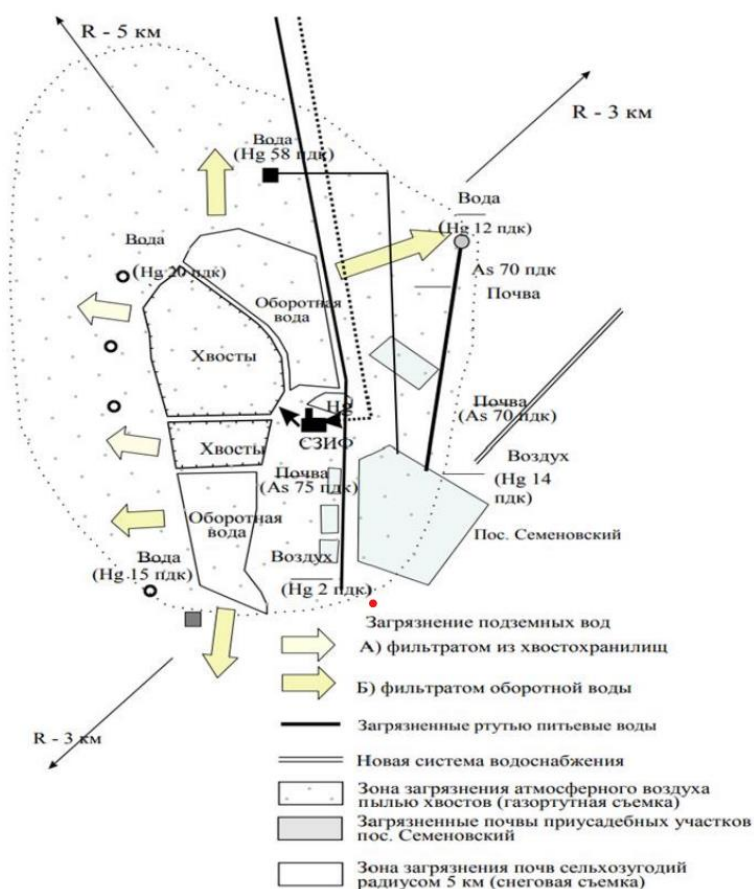 R - 5 км
R - 3 км
Вода
(Hg 58 пдк)
Вода
(Hg 12 пдк)
Вода
(Hg 20 пдк)
As 70 пдк
Почва
Оборотная
вода
Хвосты
Hg
СЗИФ
Почва
(As 70 пдк)
Хвосты
Воздух
(Hg 14
пдк)
Почва
(As 75 пдк)
Оборотная
вода
Пос. Семеновский
Вода
(Hg 15 пдк)
Воздух
(Hg 2 пдк)
R - 3 км
Загрязнение подземных вод
А) фильтратом из хвостохранилищ
Б) фильтратом оборотной воды
Загрязненные ртутью питьевые воды
Новая система водоснабжения
Зона загрязнения атмосферного воздуха
пылью хвостов (газортутная съемка)
Загрязненные почвы приусадебных участков
пос. Семеновский
Зона загрязнения почв сельхозугодий
радиусом 5 км (снеговая съемка)